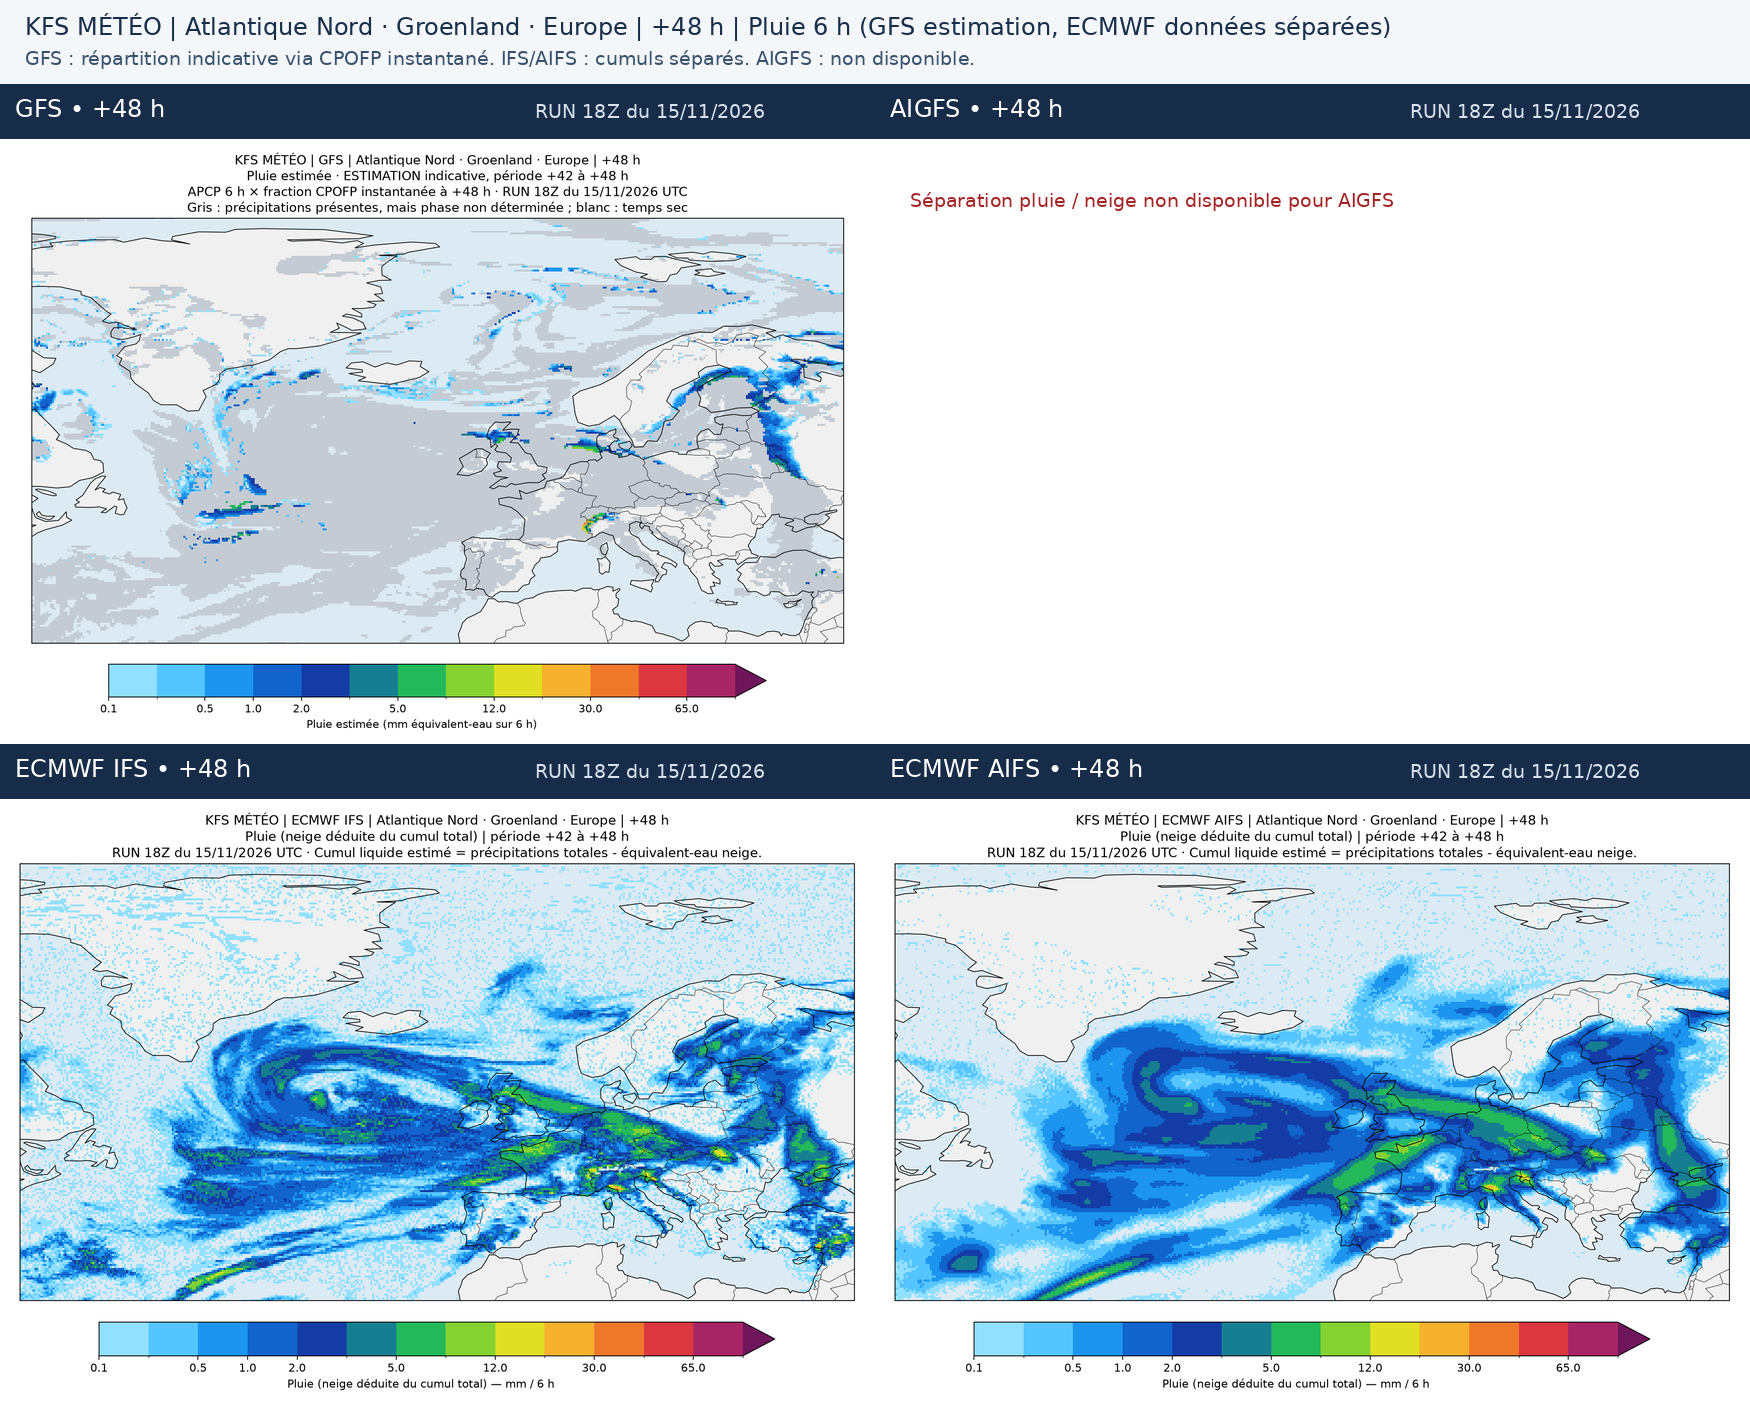 KFS MÉTÉO | Atlantique Nord · Groenland · Europe | +48 h | Pluie 6 h (GFS estimation, ECMWF données séparées)
GFS : répartition indicative via CPOFP instantané. IFS/AIFS : cumuls séparés. AIGFS : non disponible.
GFS • +48 h
RUN 18Z du 15/11/2026
AIGFS • +48 h
RUN 18Z du 15/11/2026
KFS MÉTÉO | GFS | Atlantique Nord · Groenland · Europe | +48 h
Pluie estimée · ESTIMATION indicative, période +42 à +48 h
APCP 6 h × fraction CPOFP instantanée à +48 h · RUN 18Z du 15/11/2026 UTC
Gris : précipitations présentes, mais phase non déterminée ; blanc : temps sec
Séparation pluie / neige non disponible pour AIGFS
0.1 0.5 1.0 2.0 5.0 12.0 30.0 65.0
Pluie estimée (mm équivalent-eau sur 6 h)
ECMWF IFS • +48 h
RUN 18Z du 15/11/2026
ECMWF AIFS • +48 h
RUN 18Z du 15/11/2026
KFS MÉTÉO | ECMWF IFS | Atlantique Nord · Groenland · Europe | +48 h
Pluie (neige déduite du cumul total) | période +42 à +48 h
RUN 18Z du 15/11/2026 UTC · Cumul liquide estimé = précipitations totales - équivalent-eau neige.
0.1 0.5 1.0 2.0 5.0 12.0 30.0 65.0
Pluie (neige déduite du cumul total) — mm / 6 h
KFS MÉTÉO | ECMWF AIFS | Atlantique Nord · Groenland · Europe | +48 h
Pluie (neige déduite du cumul total) | période +42 à +48 h
RUN 18Z du 15/11/2026 UTC · Cumul liquide estimé = précipitations totales - équivalent-eau neige.
0.1 0.5 1.0 2.0 5.0 12.0 30.0 65.0
Pluie (neige déduite du cumul total) — mm / 6 h